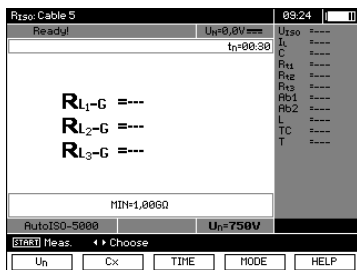 RISO: Cable 5 09:24
Ready! UN=0,0V
tn=00:30
RL1-G =---
RL2-G =---
RL3-G =---
MIN=1,00GΩ
AutoISO-5000 Un=750V
UISO =----
IL =----
C =----
Rt1 =----
Rt2 =----
Rt3 =----
Ab1 =----
Ab2 =----
L =----
TC =----
T =----
START Meas. Choose
Un Cx TIME MODE HELP